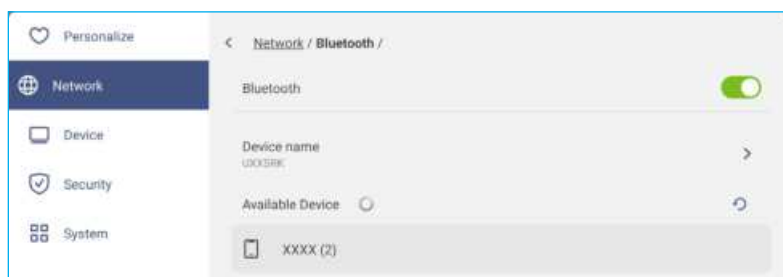 Personalize
Network / Bluetooth /
Network
Bluetooth
Device
Device name
Security
Available Device
System
XXXX (2)